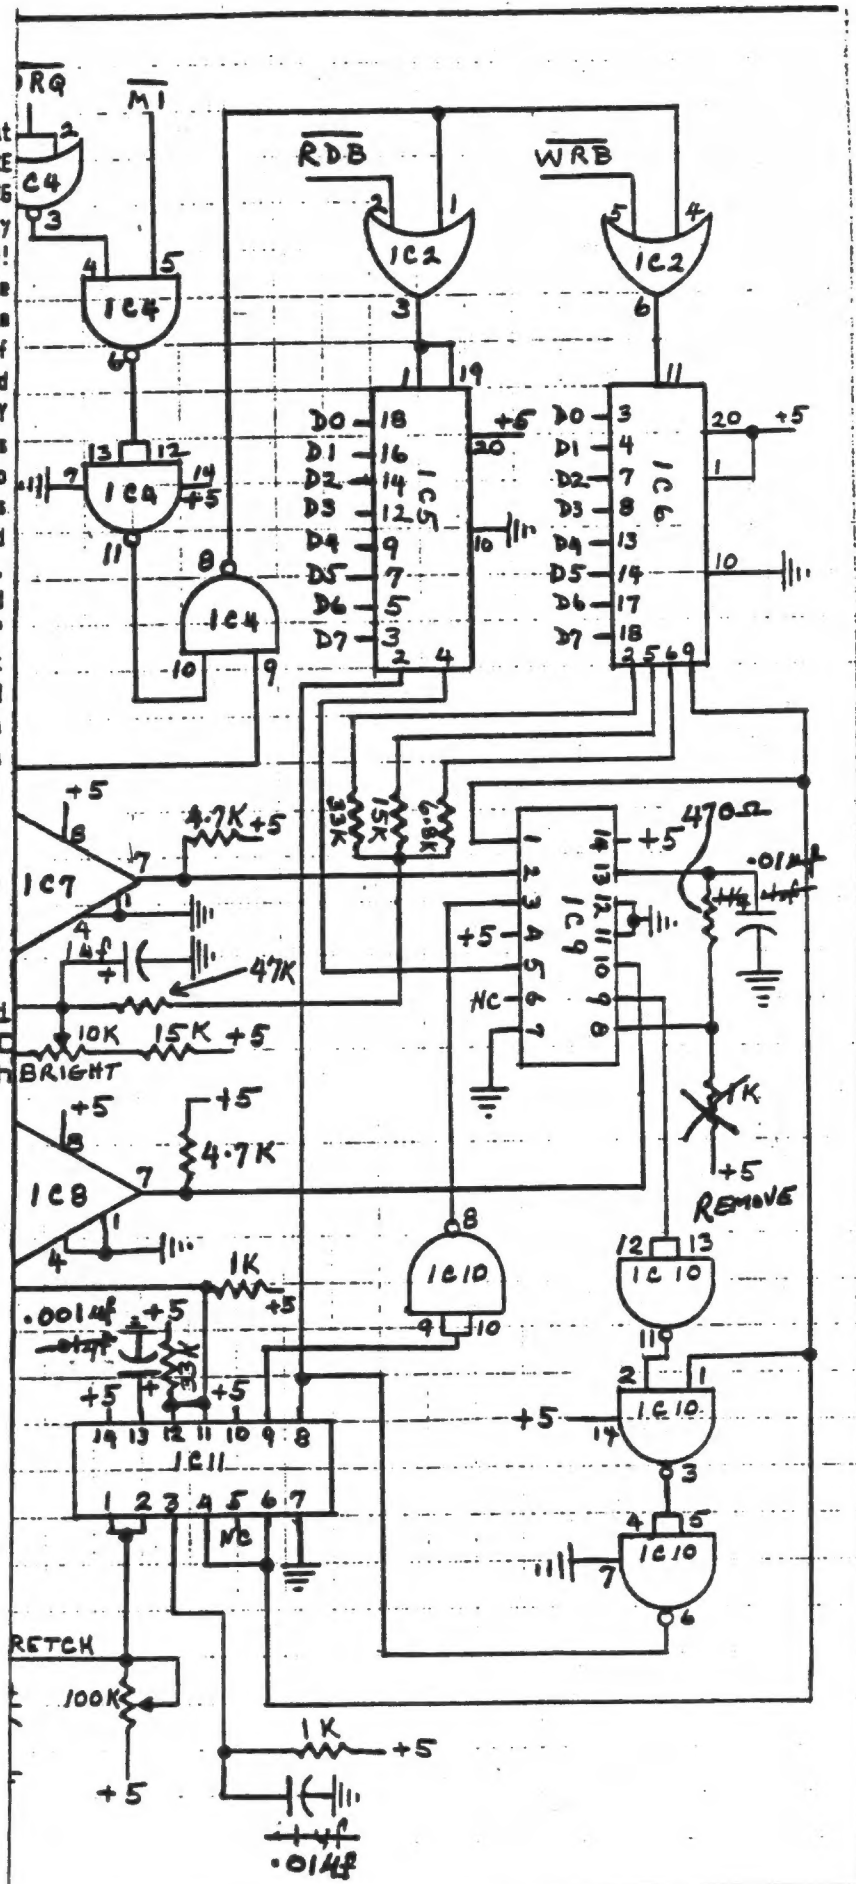 M1
RDB
WRB
2
IC4
3
2
1
5
4
4
5
IC2
IC2
IC4
3
6
6
1
19
11
13
12
D0
18
+5
20
D0
3
20
+5
7
IC4
14
+5
D1
16
D1
4
D2
14
IC5
D2
7
IC6
1
D3
12
D3
8
11
D4
9
10
D4
13
8
D5
7
D5
14
10
IC4
D6
5
D6
17
D7
3
D7
18
10
9
2
4
2
5
6
9
+5
8
4.7K
+5
33K
15K
6.8K
470Ω
7
1
14
+5
.01µf
IC7
2
13
1
3
IC9
12
4
+5
4
11
1µf
+
47K
5
10
NC
6
9
10K
15K
+5
7
8
BRIGHT
+5
+5
1K
8
4.7K
+5
7
REMOVE
IC8
1
8
12
13
4
IC10
IC10
1K
+5
9
10
11
.001µf
+5
33K
2
1
+5
+
+5
+5
IC10
14
14
13
12
11
10
9
8
3
IC11
4
5
1
2
3
4
5
6
7
IC10
NC
7
6
RETCH
100K
1K
+5
+5
.01µf